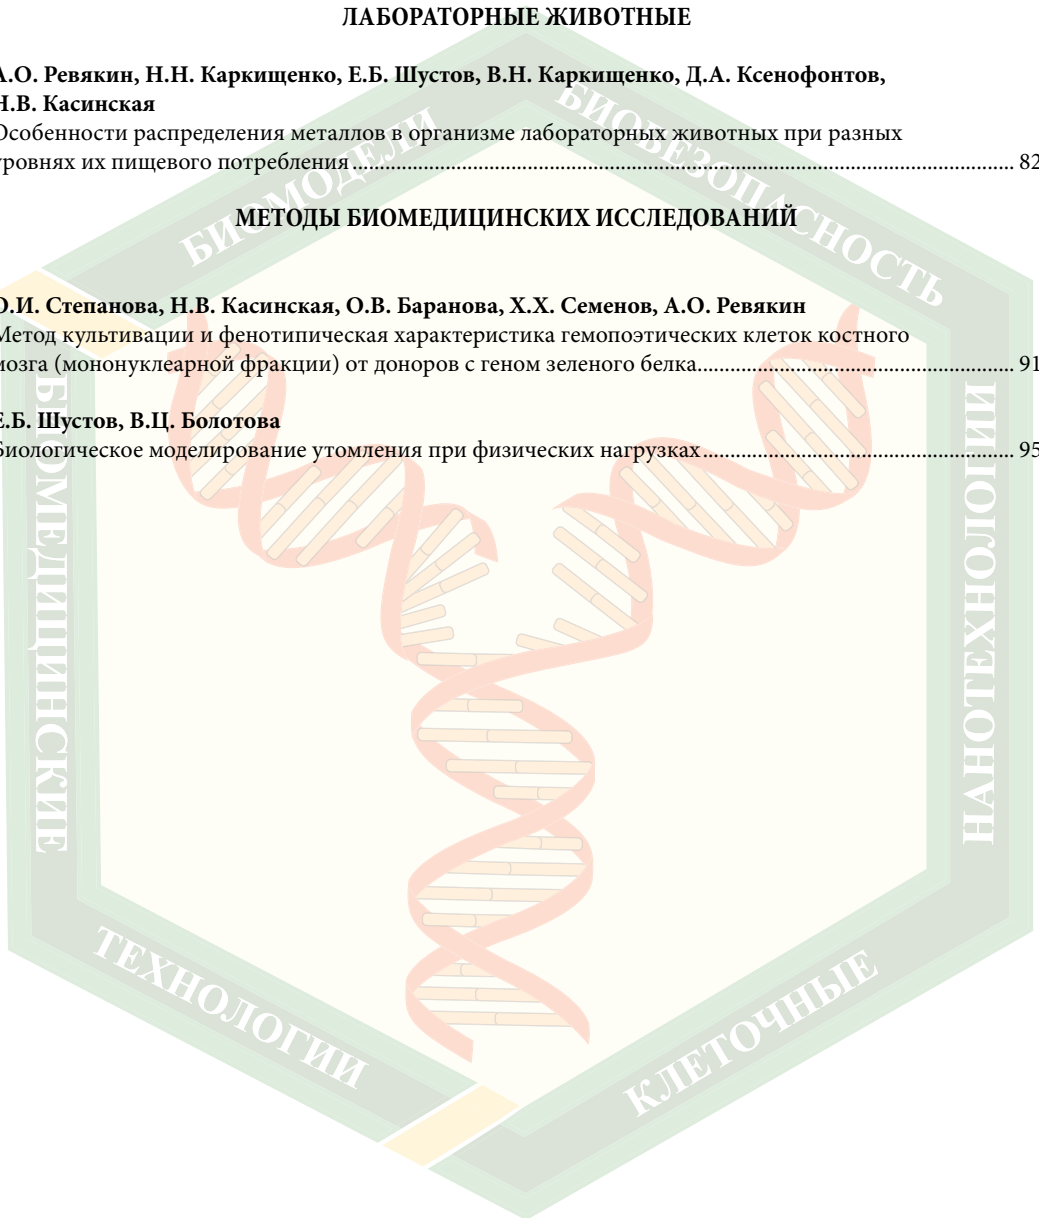 ЛАБОРАТОРНЫЕ ЖИВОТНЫЕ
А.О. Ревякин, Н.Н. Каркищенко, Е.Б. Шустов, В.Н. Каркищенко, Д.А. Ксенофонтов,
Н.В. Касинская
Особенности распределения металлов в организме лабораторных животных при разных
уровнях их пищевого потребления 82
МЕТОДЫ БИОМЕДИЦИНСКИХ ИССЛЕДОВАНИЙ
О.И. Степанова, Н.В. Касинская, О.В. Баранова, Х.Х. Семенов, А.О. Ревякин
Метод культивации и фенотипическая характеристика гемопоэтических клеток костного
мозга (мононуклеарной фракции) от доноров с геном зеленого белка 91
Е.Б. Шустов, В.Ц. Болотова
Биологическое моделирование утомления при физических нагрузках 95
БИОМОДЕЛИ
БИОБЕЗОПАСНОСТЬ
БИОМЕДИЦИНСКИЕ
НАНОТЕХНОЛОГИИ
ТЕХНОЛОГИИ
КЛЕТОЧНЫЕ